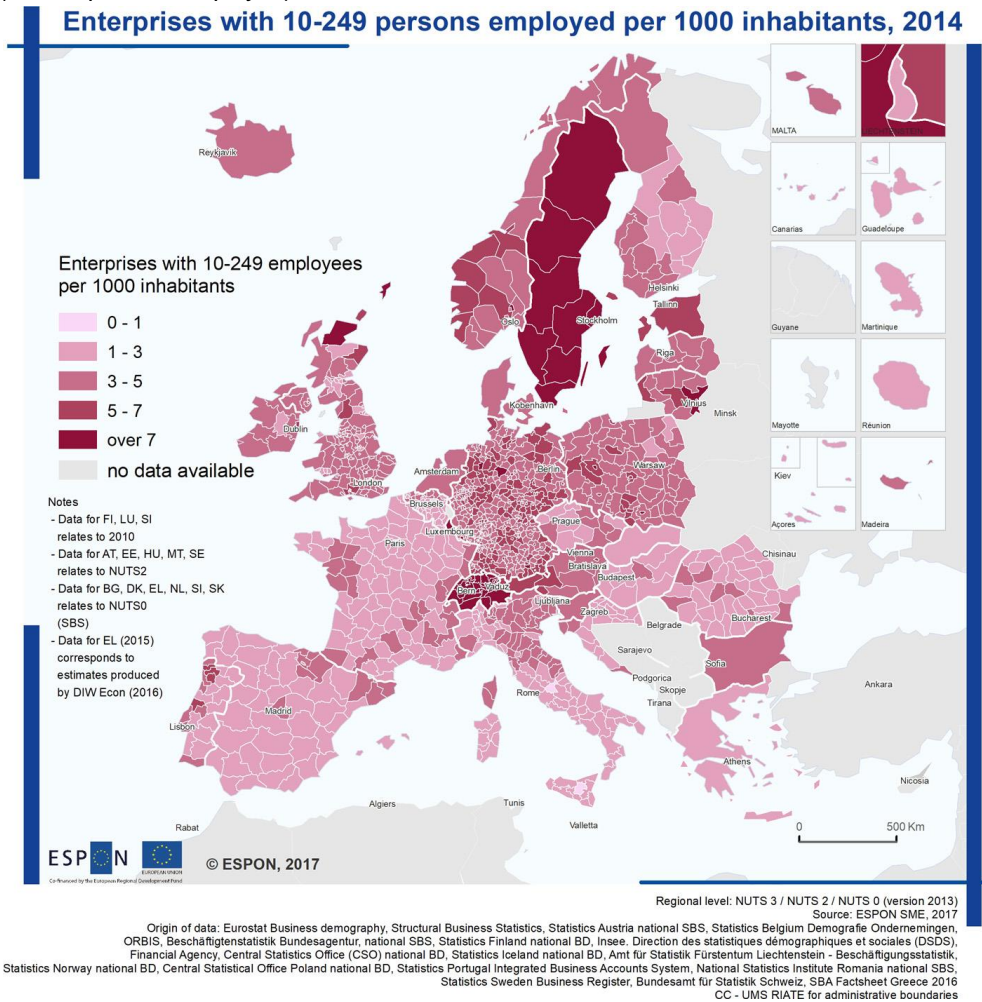 Enterprises with 10-249 persons employed per 1000 inhabitants, 2014
MALTA
LIECHTENSTEIN
Reykjavík
Canarias
Guadeloupe
Enterprises with 10-249 employees
per 1000 inhabitants
0 - 1
1 - 3
3 - 5
5 - 7
over 7
no data available
Helsinki
Tallinn
Oslo
Stockholm
Guyane
Martinique
Riga
København
Vilnius
Minsk
Mayotte
Réunion
Dublin
Amsterdam
Berlin
Warsaw
Kiev
London
Brussels
Açores
Madeira
Notes
- Data for FI, LU, SI
relates to 2010
- Data for AT, EE, HU, MT, SE
relates to NUTS2
- Data for BG, DK, EL, NL, SI, SK
relates to NUTS0
(SBS)
- Data for EL (2015)
corresponds to
estimates produced
by DIW Econ (2016)
Luxembourg
Prague
Paris
Vienna
Chisinau
Bratislava
Budapest
Bern
Vaduz
Ljubljana
Zagreb
Belgrade
Bucharest
Sarajevo
Sofia
Podgorica
Skopje
Tirana
Rome
Ankara
Madrid
Lisbon
Athens
Nicosia
Algiers
Tunis
Rabat
Valletta
0 500 Km
ESPON
EUROPEAN UNION
Co-financed by the European Regional Development Fund
© ESPON, 2017
Regional level: NUTS 3 / NUTS 2 / NUTS 0 (version 2013)
Source: ESPON SME, 2017
Origin of data: Eurostat Business demography, Structural Business Statistics, Statistics Austria national SBS, Statistics Belgium Demografie Ondernemingen,
ORBIS, Beschäftigtenstatistik Bundesagentur, national SBS, Statistics Finland national BD, Insee. Direction des statistiques démographiques et sociales (DSDS),
Financial Agency, Central Statistics Office (CSO) national BD, Statistics Iceland national BD, Amt für Statistik Fürstentum Liechtenstein - Beschäftigungsstatistik,
Statistics Norway national BD, Central Statistical Office Poland national BD, Statistics Portugal Integrated Business Accounts System, National Statistics Institute Romania national SBS,
Statistics Sweden Business Register, Bundesamt für Statistik Schweiz, SBA Factsheet Greece 2016
CC - UMS RIATE for administrative boundaries